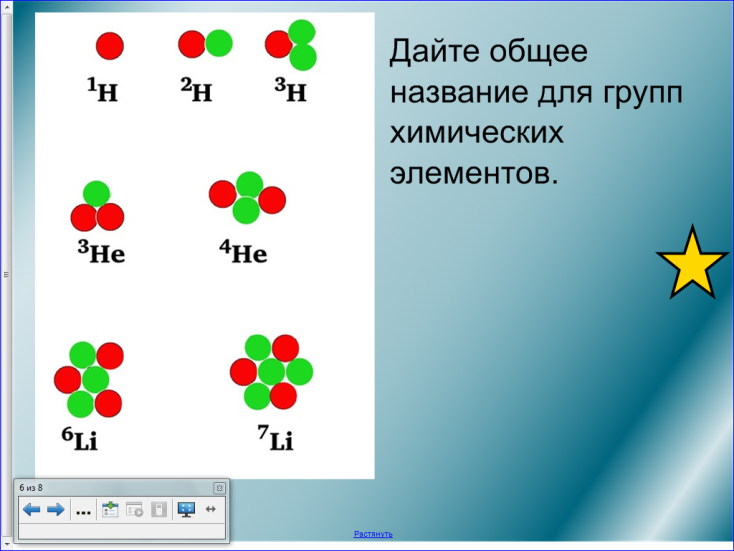 Дайте общее
название для групп
химических
элементов.
¹H ²H ³H
³He ⁴He
⁶Li ⁷Li
6 из 8
...
Растянуть